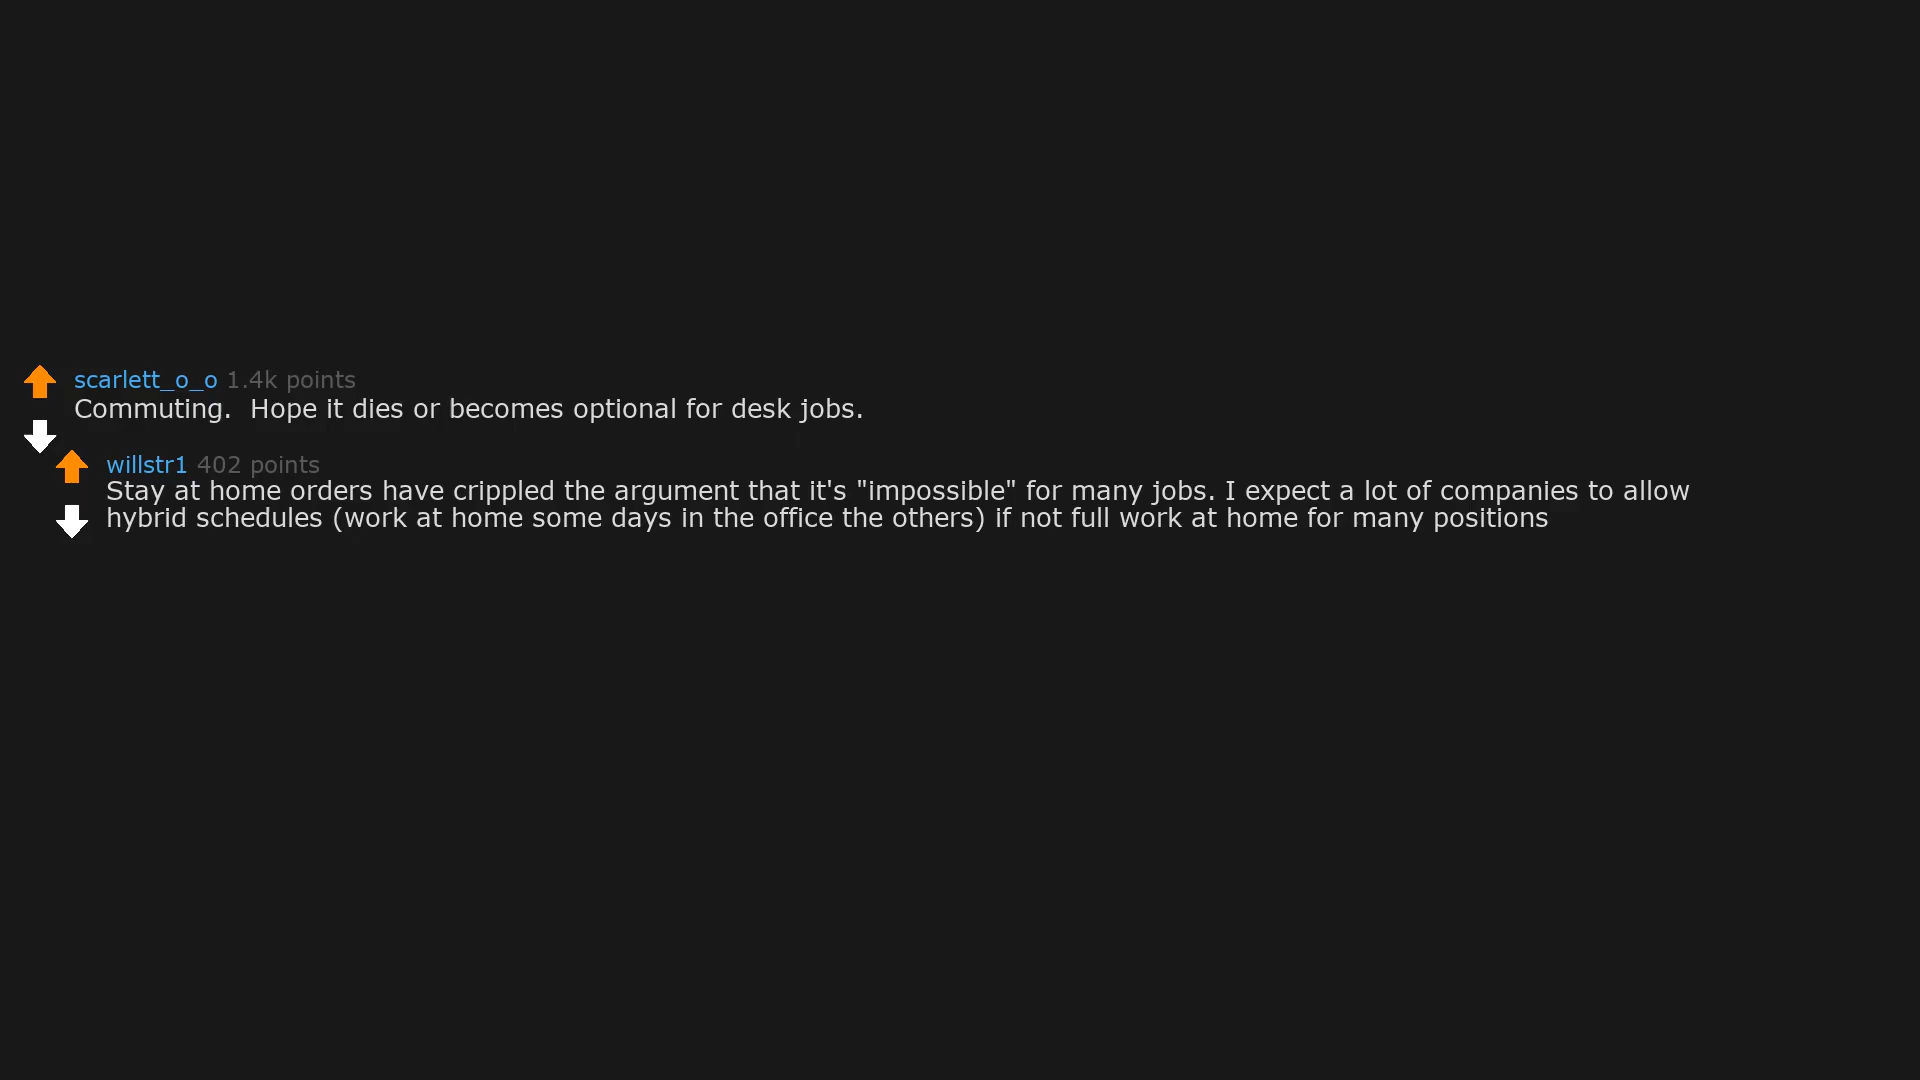 scarlett_o_o 1.4k points
Commuting.  Hope it dies or becomes optional for desk jobs.
willstr1 402 points
Stay at home orders have crippled the argument that it's "impossible" for many jobs. I expect a lot of companies to allow
hybrid schedules (work at home some days in the office the others) if not full work at home for many positions